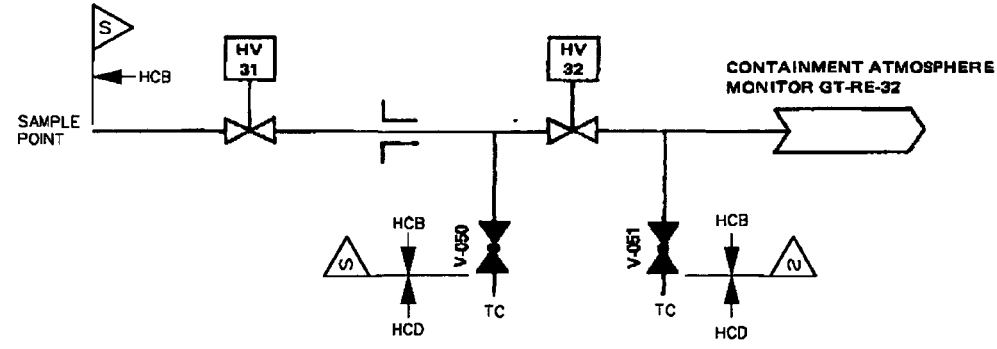 S
HCB
HV
31
HV
32
CONTAINMENT ATMOSPHERE
MONITOR GT-RE-32
SAMPLE
POINT
V-050
V-051
HCB
HCB
S
S
HCD
HCD
TC
TC